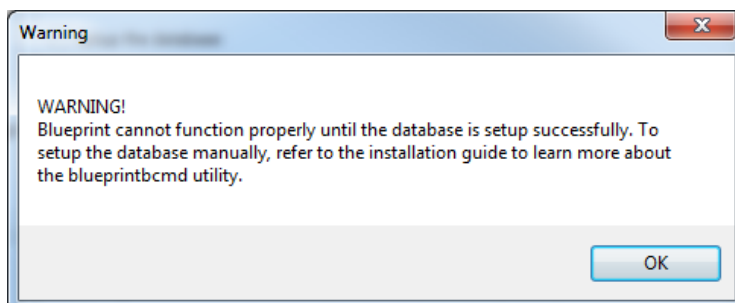 Warning
WARNING!
Blueprint cannot function properly until the database is setup successfully. To
setup the database manually, refer to the installation guide to learn more about
the blueprintbcmd utility.
OK